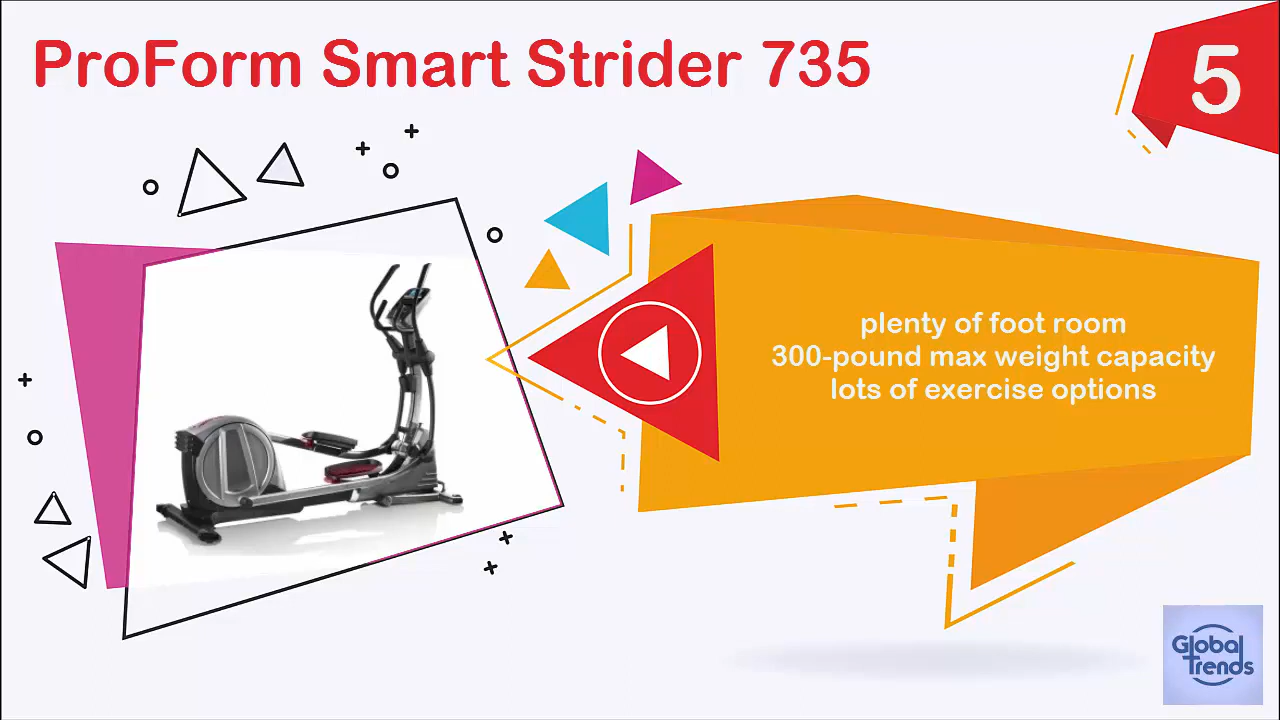 ProForm Smart Strider 735
5
plenty of foot room
300-pound max weight capacity
lots of exercise options
Global
Trends